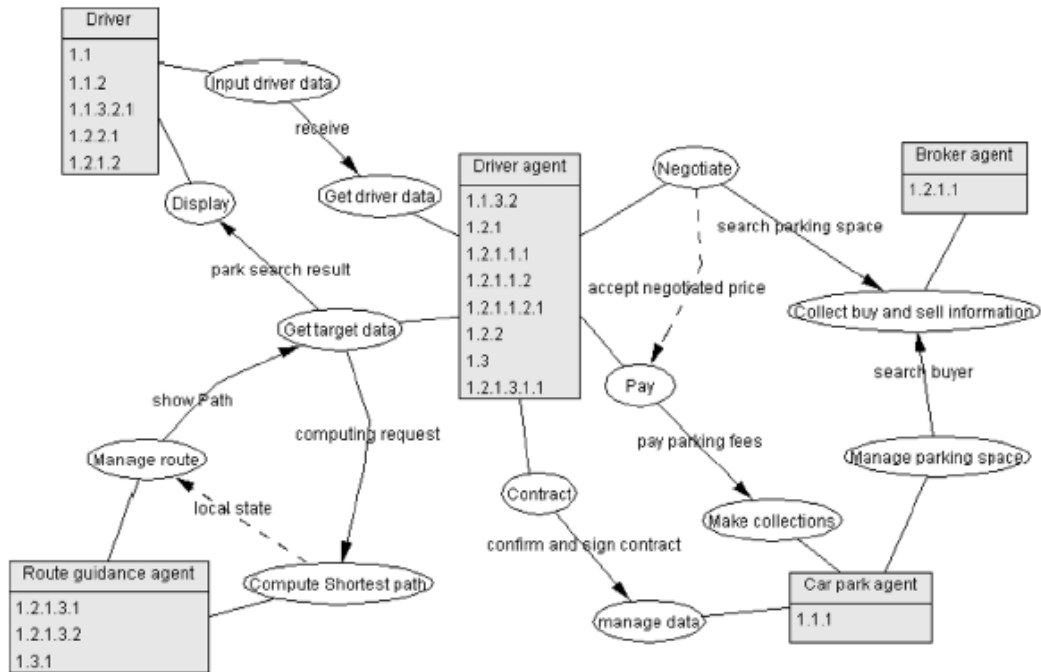 Driver
1.1
1.1.2
1.1.3.2.1
1.2.2.1
1.2.1.2
Input driver data
receive
Get driver data
Display
park search result
Get target data
show Path
computing request
Manage route
local state
Compute Shortest path
Route guidance agent
1.2.1.3.1
1.2.1.3.2
1.3.1
Driver agent
1.1.3.2
1.2.1
1.2.1.1.1
1.2.1.1.2
1.2.1.1.2.1
1.2.2
1.3
1.2.1.3.1.1
Negotiate
search parking space
accept negotiated price
Pay
pay parking fees
Contract
confirm and sign contract
Make collections
manage data
Broker agent
1.2.1.1
Collect buy and sell information
search buyer
Manage parking space
Car park agent
1.1.1